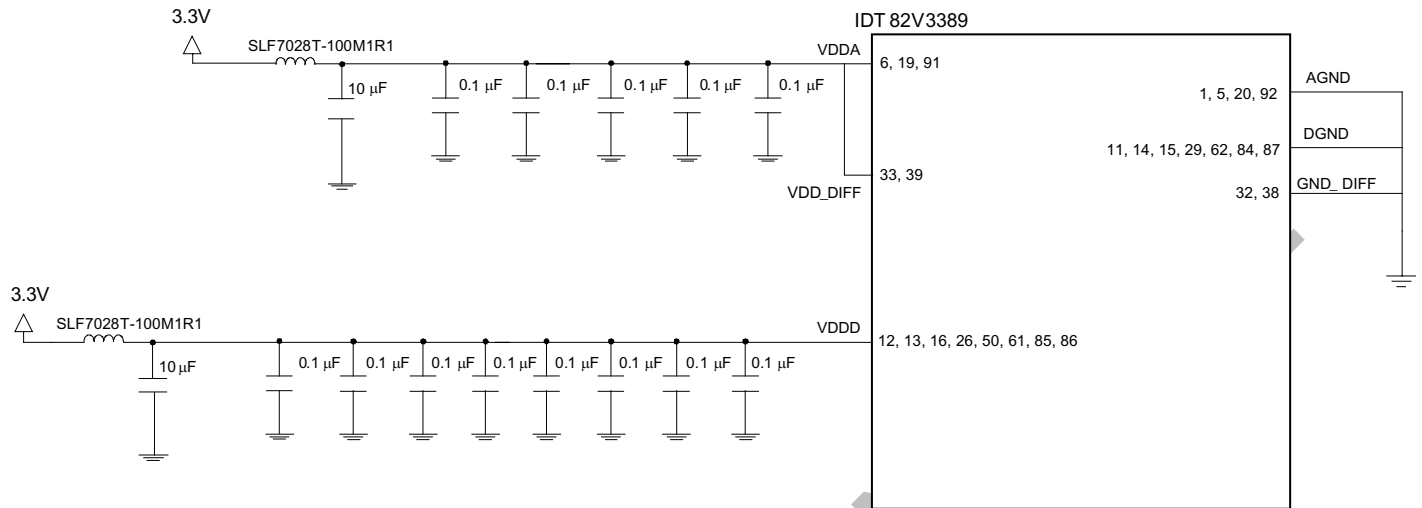 3.3V
IDT 82V3389
SLF7028T-100M1R1
VDDA
6, 19, 91
10 µF
0.1 µF
0.1 µF
0.1 µF
0.1 µF
0.1 µF
AGND
1, 5, 20, 92
DGND
11, 14, 15, 29, 62, 84, 87
33, 39
VDD_DIFF
32, 38
GND_ DIFF
3.3V
SLF7028T-100M1R1
VDDD
12, 13, 16, 26, 50, 61, 85, 86
10 µF
0.1 µF
0.1 µF
0.1 µF
0.1 µF
0.1 µF
0.1 µF
0.1 µF
0.1 µF